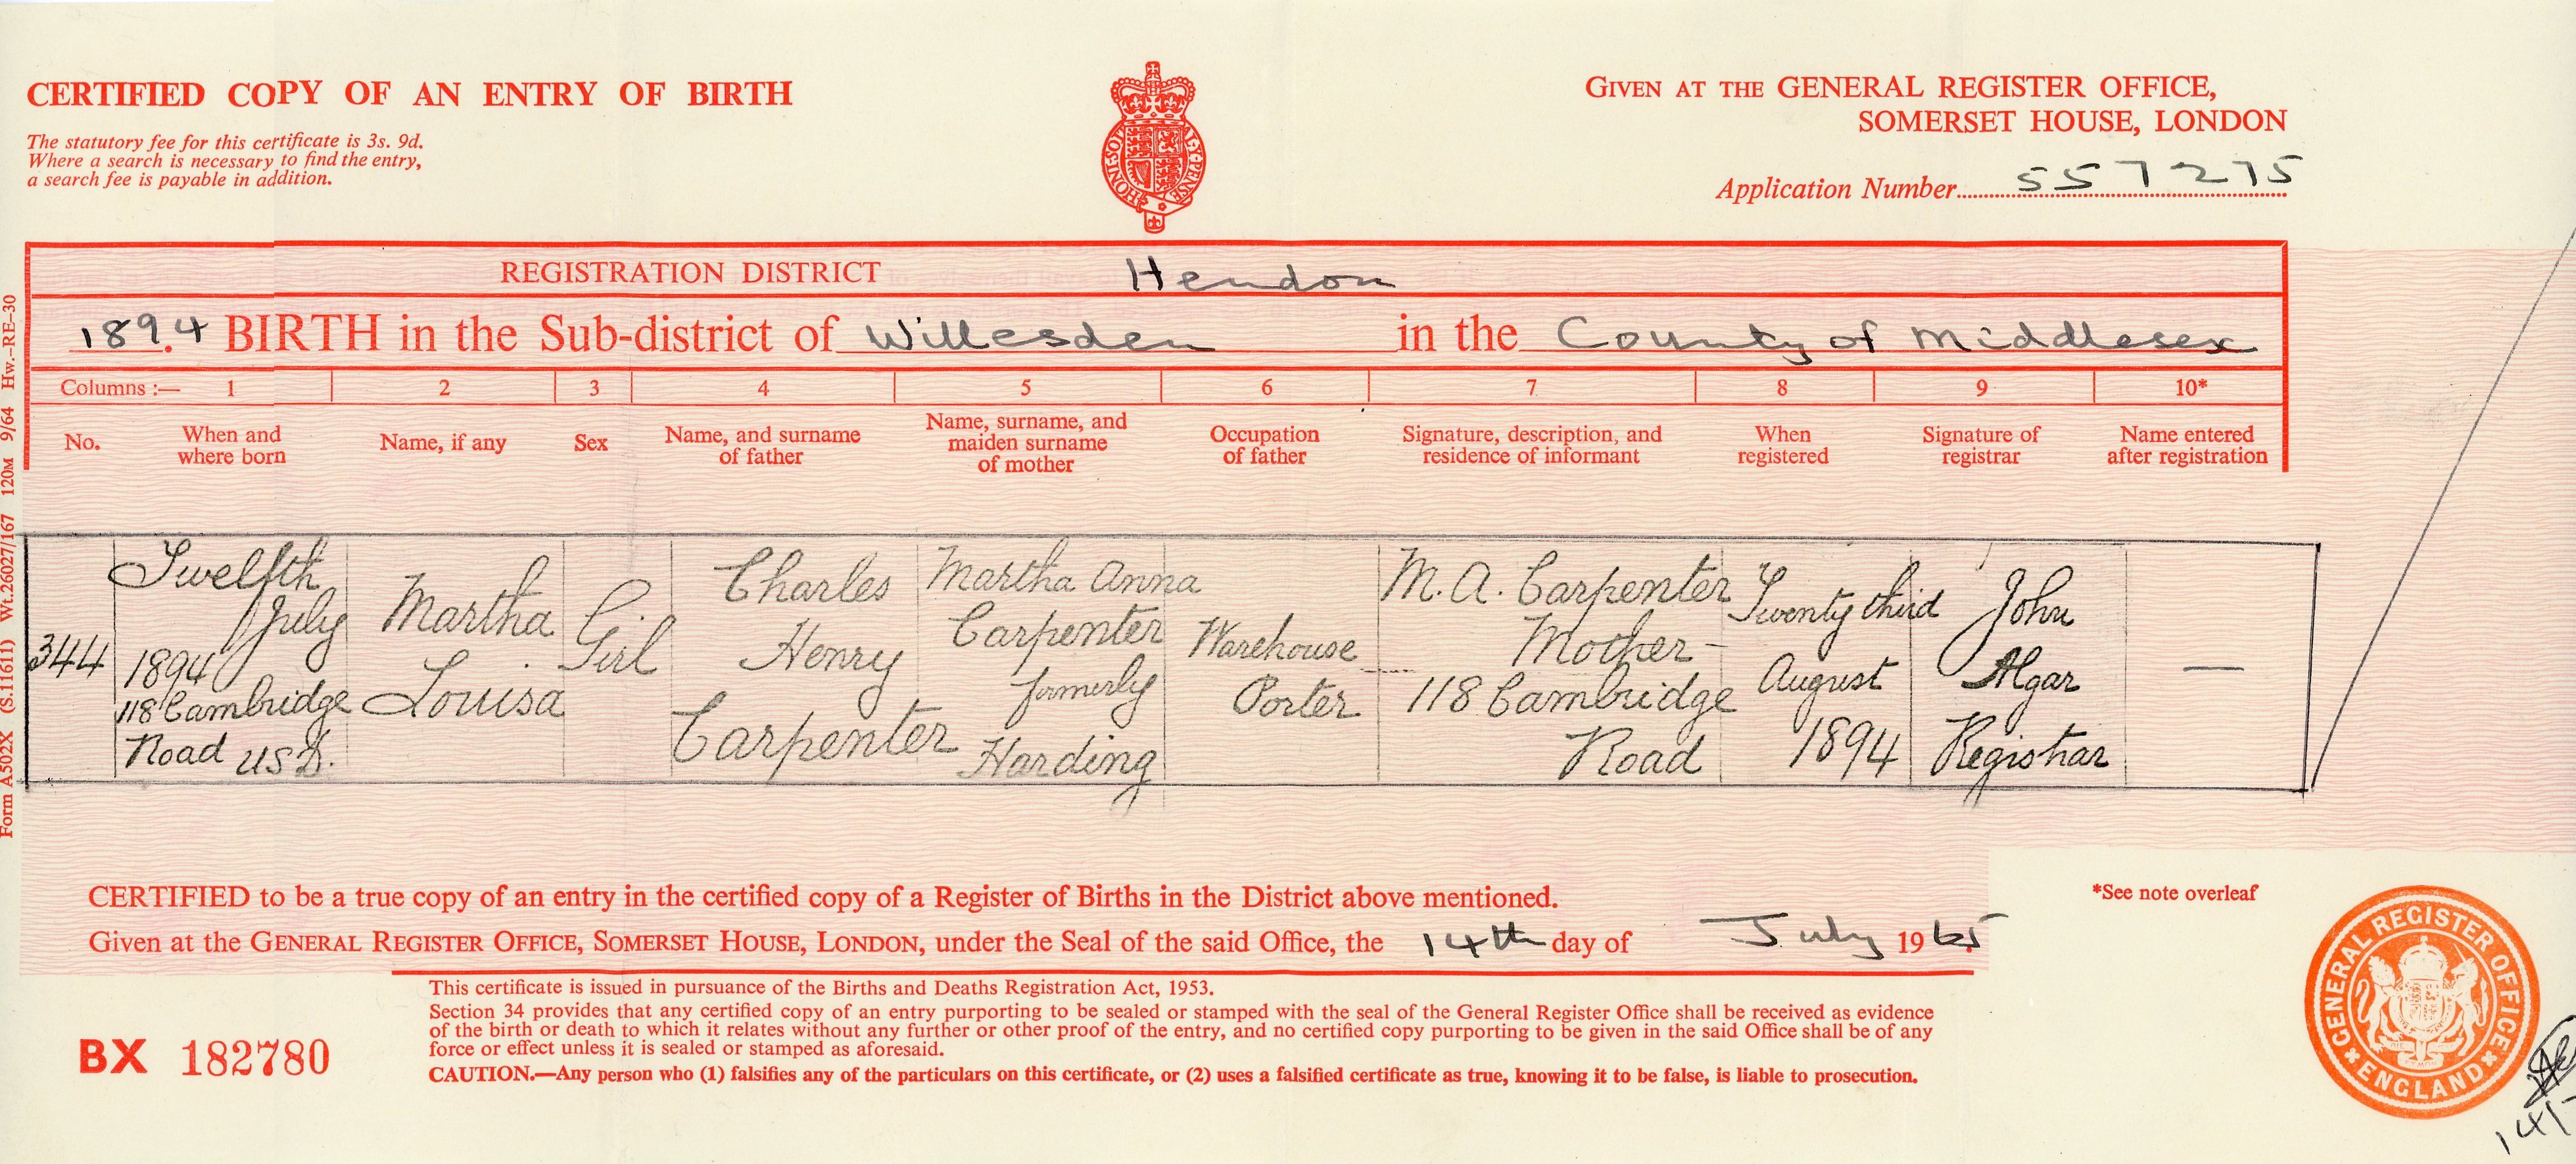 CERTIFIED COPY OF AN ENTRY OF BIRTH
The statutory fee for this certificate is 3s. 9d.
Where a search is necessary to find the entry,
a search fee is payable in addition.
HONI·SOIT·QUI·MAL·Y·PENSE
GIVEN AT THE GENERAL REGISTER OFFICE,
SOMERSET HOUSE, LONDON
Application Number 557275
REGISTRATION DISTRICT Hendon
1894 BIRTH in the Sub-district of Willesden in the County of Middlesex
Columns :— 1 2 3 4 5 6 7 8 9 10*
No.
When and
where born
Name, if any
Sex
Name, and surname
of father
Name, surname, and
maiden surname
of mother
Occupation
of father
Signature, description, and
residence of informant
When
registered
Signature of
registrar
Name entered
after registration
344
Twelfth
July
1894
118 Cambridge
Road USD.
Martha
Louisa
Girl
Charles
Henry
Carpenter
Martha Anna
Carpenter
formerly
Harding
Warehouse
Porter
M. A. Carpenter
Mother
118 Cambridge
Road
Twenty third
August
1894
John
Algar
Registrar
—
CERTIFIED to be a true copy of an entry in the certified copy of a Register of Births in the District above mentioned.
Given at the GENERAL REGISTER OFFICE, SOMERSET HOUSE, LONDON, under the Seal of the said Office, the 14th day of July 1965
*See note overleaf
This certificate is issued in pursuance of the Births and Deaths Registration Act, 1953.
Section 34 provides that any certified copy of an entry purporting to be sealed or stamped with the seal of the General Register Office shall be received as evidence
of the birth or death to which it relates without any further or other proof of the entry, and no certified copy purporting to be given in the said Office shall be of any
force or effect unless it is sealed or stamped as aforesaid.
CAUTION.—Any person who (1) falsifies any of the particulars on this certificate, or (2) uses a falsified certificate as true, knowing it to be false, is liable to prosecution.
BX 182780
GENERAL REGISTER OFFICE
ENGLAND
14/
Form A502X (S.11611) Wt.26027/167 120M 9/64 Hw.-RE-30